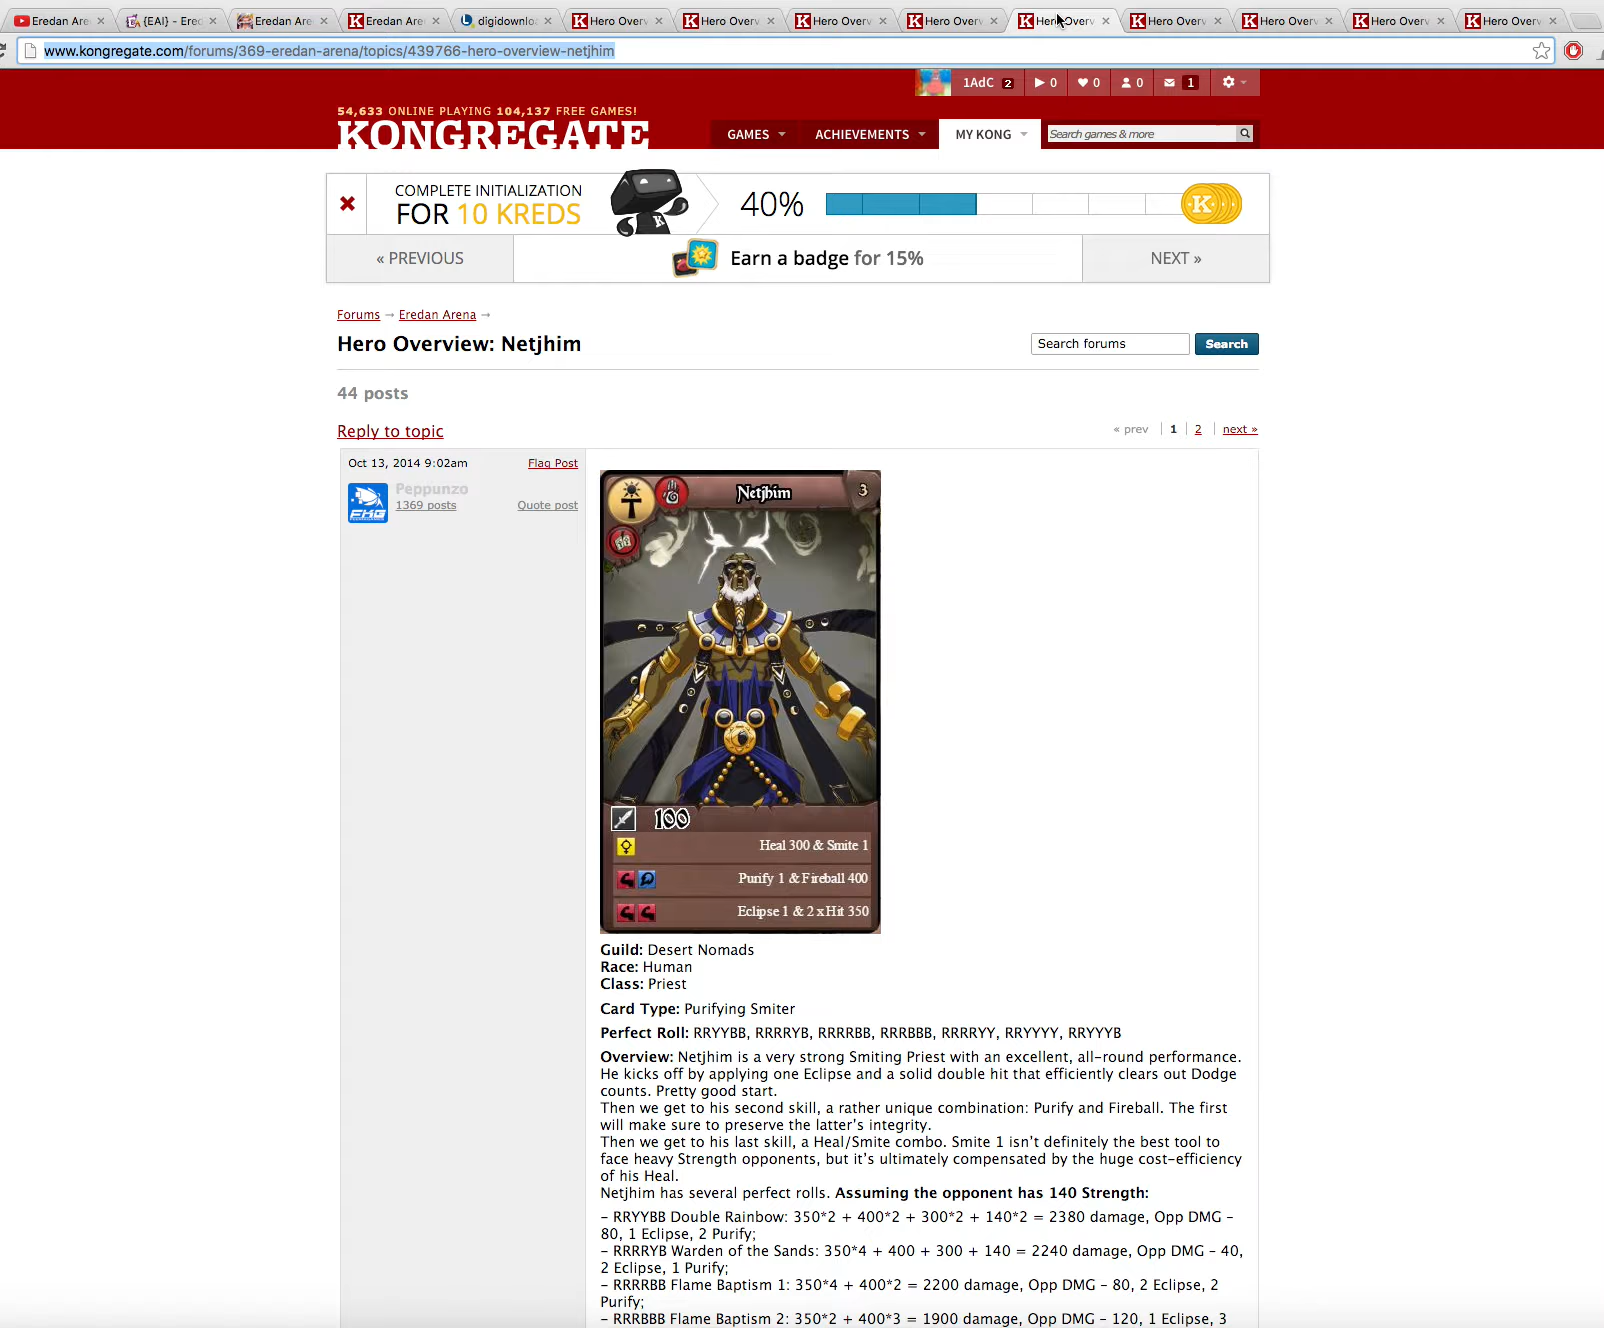 Eredan Are
{EAI} - Ered
Eredan Are
Eredan Are
digidownlo
Hero Overv
Hero Overv
Hero Overv
Hero Overv
Hero Overv
Hero Overv
Hero Overv
Hero Overv
Hero Overv
www.kongregate.com/forums/369-eredan-arena/topics/439766-hero-overview-netjhim
1AdC 2
0
0
0
1
54,633 ONLINE PLAYING 104,137 FREE GAMES!
KONGREGATE
GAMES
ACHIEVEMENTS
MY KONG
Search games & more
COMPLETE INITIALIZATION
FOR 10 KREDS
K
40%
K
« PREVIOUS
Earn a badge for 15%
NEXT »
Forums → Eredan Arena →
Hero Overview: Netjhim
Search forums
Search
44 posts
Reply to topic
« prev 1 2 next »
Oct 13, 2014 9:02am
Flag Post
Peppunzo
1369 posts
Quote post
FKG
Netjhim
3
100
Heal 300 & Smite 1
Purify 1 & Fireball 400
Eclipse 1 & 2 x Hit 350
Guild: Desert Nomads
Race: Human
Class: Priest
Card Type: Purifying Smiter
Perfect Roll: RRYYBB, RRRRYB, RRRRBB, RRRBBB, RRRRYY, RRYYYY, RRYYYB
Overview: Netjhim is a very strong Smiting Priest with an excellent, all-round performance.
He kicks off by applying one Eclipse and a solid double hit that efficiently clears out Dodge
counts. Pretty good start.
Then we get to his second skill, a rather unique combination: Purify and Fireball. The first
will make sure to preserve the latter's integrity.
Then we get to his last skill, a Heal/Smite combo. Smite 1 isn't definitely the best tool to
face heavy Strength opponents, but it's ultimately compensated by the huge cost-efficiency
of his Heal.
Netjhim has several perfect rolls. Assuming the opponent has 140 Strength:
– RRYYBB Double Rainbow: 350*2 + 400*2 + 300*2 + 140*2 = 2380 damage, Opp DMG –
80, 1 Eclipse, 2 Purify;
– RRRRYB Warden of the Sands: 350*4 + 400 + 300 + 140 = 2240 damage, Opp DMG – 40,
2 Eclipse, 1 Purify;
– RRRRBB Flame Baptism 1: 350*4 + 400*2 = 2200 damage, Opp DMG – 80, 2 Eclipse, 2
Purify;
– RRRBBB Flame Baptism 2: 350*2 + 400*3 = 1900 damage, Opp DMG – 120, 1 Eclipse, 3